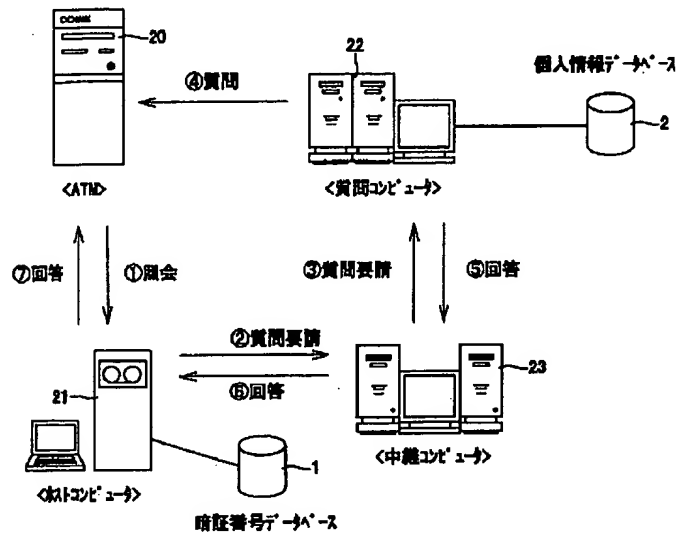 20
22
④質問
個人情報データベース
2
<ATM>
<質問コンピュータ>
⑦回答
①照会
③質問要請
⑤回答
②質問要請
⑥回答
21
23
<ホストコンピュータ>
1
<中継コンピュータ>
暗証番号データベース